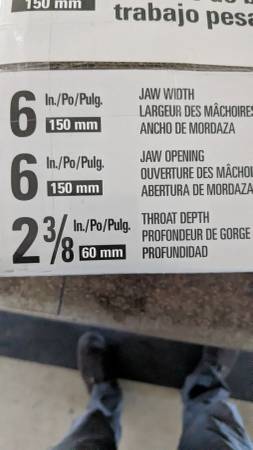 150 mm
trabajo pesa
6 In./Po/Pulg. JAW WIDTH
150 mm LARGEUR DES MÂCHOIRES
ANCHO DE MORDAZA
6 In./Po/Pulg. JAW OPENING
150 mm OUVERTURE DES MÂCHOI
ABERTURA DE MORDAZA
2 3/8 In./Po/Pulg. THROAT DEPTH
60 mm PROFONDEUR DE GORGE
PROFUNDIDAD